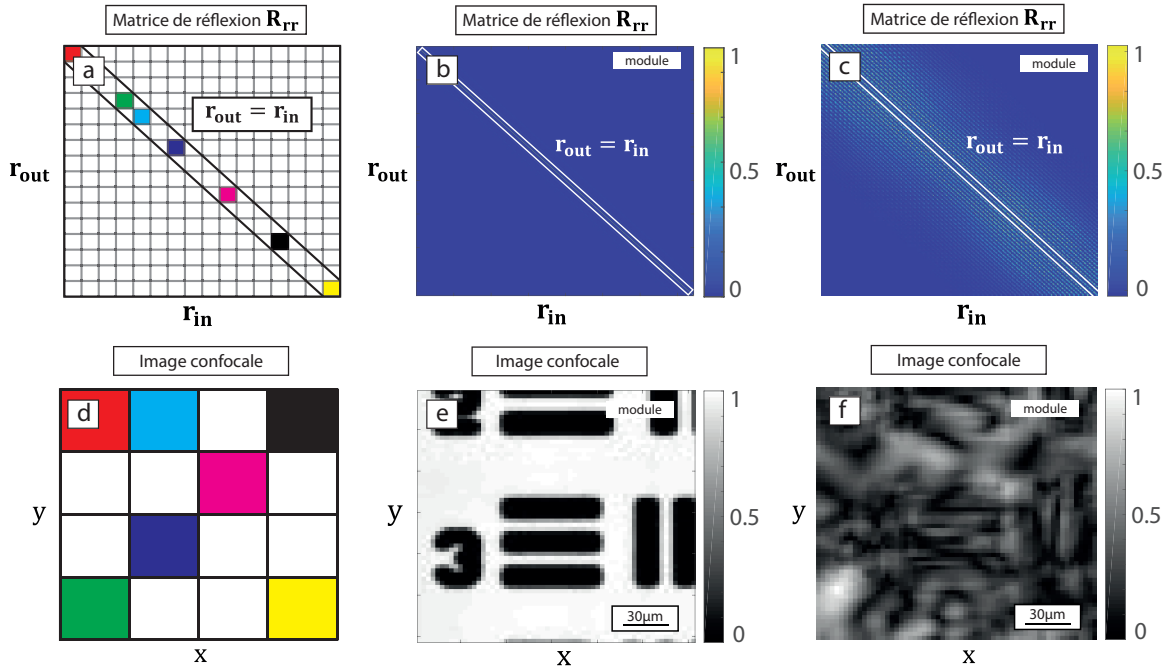 Matrice de réflexion R_rr
a
r_out = r_in
r_out
r_in
Matrice de réflexion R_rr
b
module
r_out = r_in
r_out
r_in
1
0.5
0
Matrice de réflexion R_rr
c
module
r_out = r_in
r_out
r_in
1
0.5
0
Image confocale
d
y
x
Image confocale
e
module
3
y
x
30µm
1
0.5
0
Image confocale
f
module
y
x
30µm
1
0.5
0